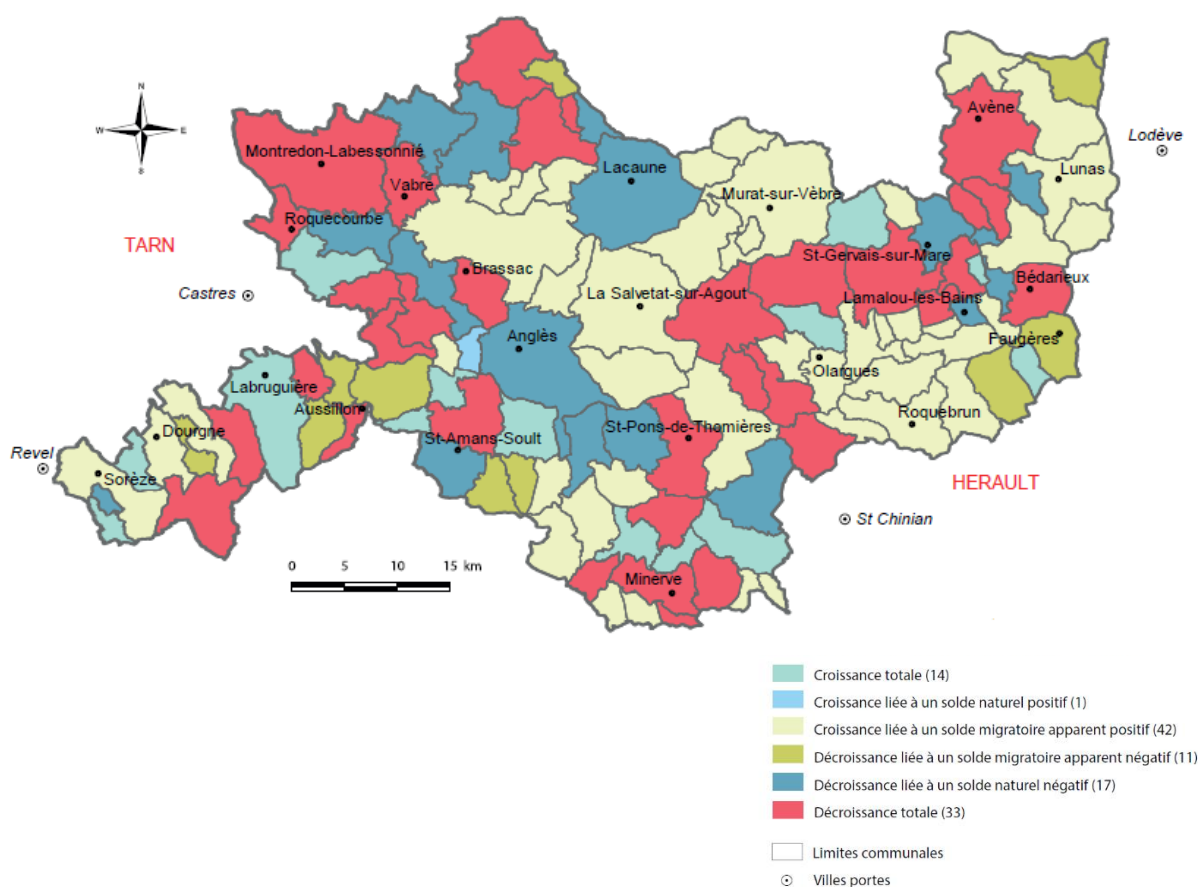 N
W E
S
Avène
Lodève
Montredon-Labessonnié
Lacaune
Lunas
Vabre
Murat-sur-Vèbre
Roquecourbe
TARN
St-Gervais-sur-Mare
Brassac
Bédarieux
Castres
La Salvetat-sur-Agout
Lamalou-les-Bains
Anglès
Faugères
Olargues
Labruguière
Aussillon
Roquebrun
Dourgne
St-Amans-Soult
St-Pons-de-Thomières
Revel
Sorèze
HERAULT
St Chinian
0 5 10 15 km
Minerve
Croissance totale (14)
Croissance liée à un solde naturel positif (1)
Croissance liée à un solde migratoire apparent positif (42)
Décroissance liée à un solde migratoire apparent négatif (11)
Décroissance liée à un solde naturel négatif (17)
Décroissance totale (33)
Limites communales
Villes portes